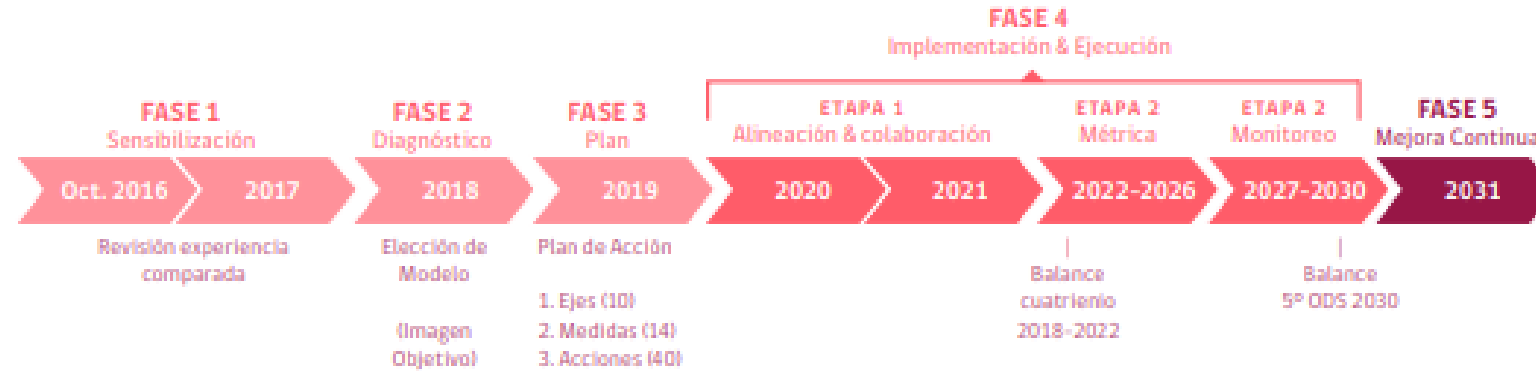 FASE 4
Implementación & Ejecución
FASE 1
Sensibilización
FASE 2
Diagnóstico
FASE 3
Plan
ETAPA 1
Alineación & colaboración
ETAPA 2
Métrica
ETAPA 2
Monitoreo
FASE 5
Mejora Continua
Oct. 2016
2017
2018
2019
2020
2021
2022-2026
2027-2030
2031
Revisión experiencia
comparada
Elección de
Modelo
(Imagen
Objetivo)
Plan de Acción
1. Ejes (10)
2. Medidas (14)
3. Acciones (40)
Balance
cuatrienio
2018-2022
Balance
5º ODS 2030